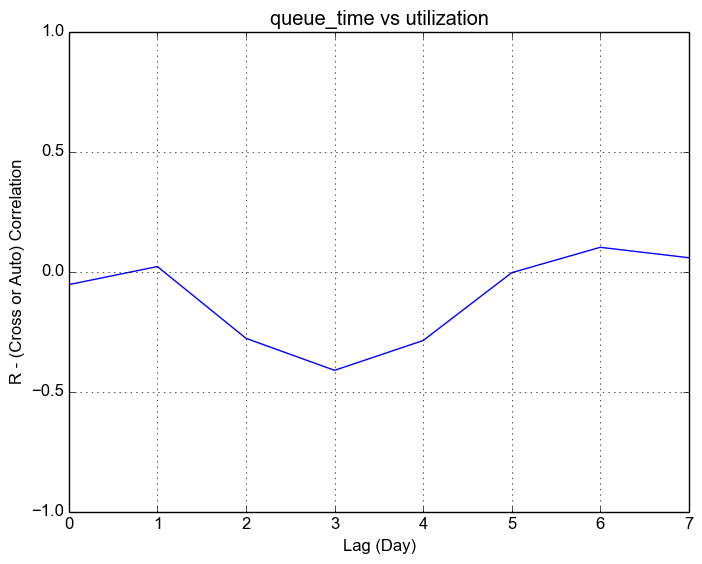 queue_time vs utilization
R - (Cross or Auto) Correlation
1.0
0.5
0.0
−0.5
−1.0
0 1 2 3 4 5 6 7
Lag (Day)